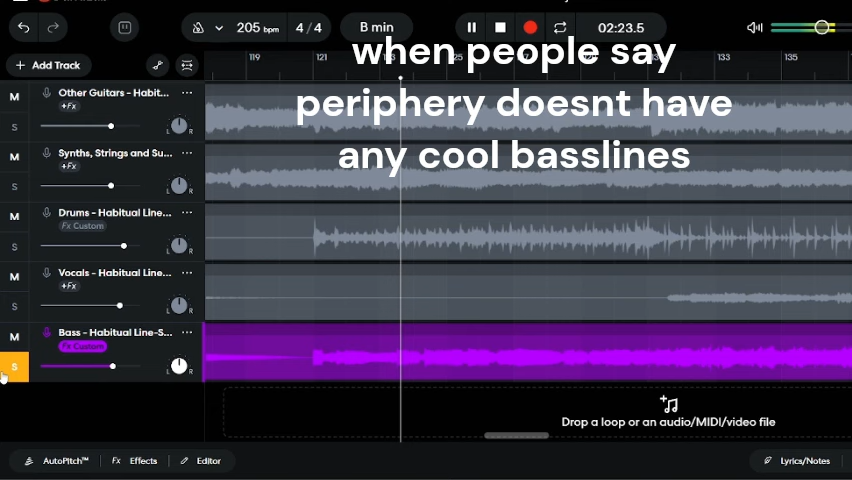 205 bpm
4 / 4
B min
02:23.5
when people say
periphery doesnt have
any cool basslines
+ Add Track
119
121
133
135
M
Other Guitars - Habit...
+Fx
S
L R
M
Synths, Strings and Su...
+Fx
S
L R
M
Drums - Habitual Line...
Fx Custom
S
L R
M
Vocals - Habitual Line...
+Fx
S
L R
M
Bass - Habitual Line-S...
Fx Custom
S
L R
Drop a loop or an audio/MIDI/video file
AutoPitch™
Fx Effects
Editor
Lyrics/Notes